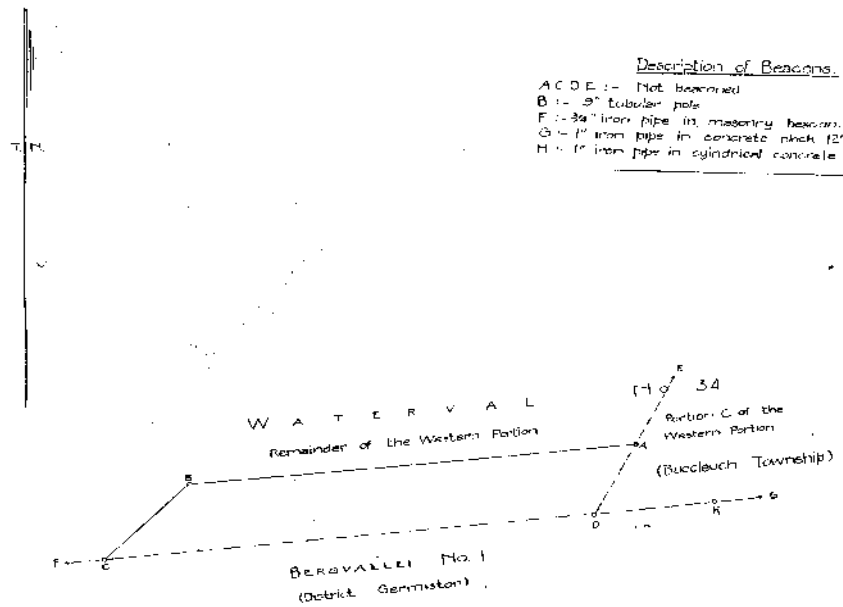 Description of Beacons.
A C D E :- Not beaconed
B :- 9" tubular pole
F :- 3/4" iron pipe in masonry beacon.
G :- 1" iron pipe in concrete block 12"
H :- 1" iron pipe in cylindrical concrete
T. N.
E
34
W A T E R V A L
Portion C of the
Western Portion
Remainder of the Western Portion
A
(Buccleuch Township)
B
D
G
F
C
BERGVALLEI No. 1
(District Germiston)